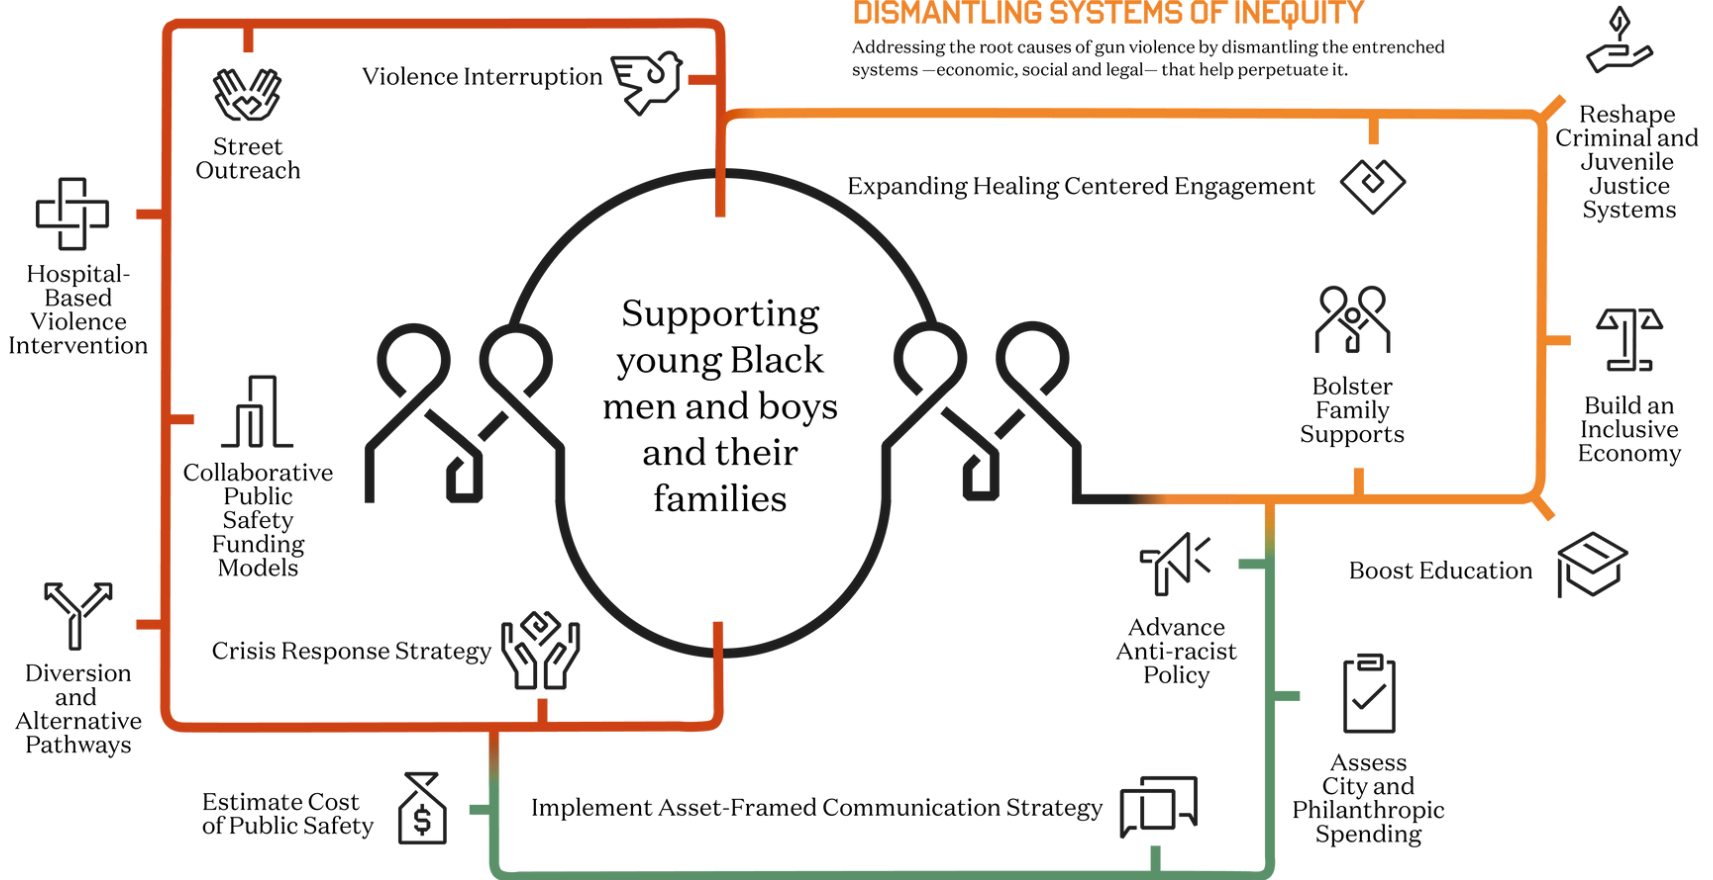 DISMANTLING SYSTEMS OF INEQUITY
Addressing the root causes of gun violence by dismantling the entrenched
systems —economic, social and legal— that help perpetuate it.
Violence Interruption
Street
Outreach
Hospital-
Based
Violence
Intervention
Collaborative
Public
Safety
Funding
Models
Diversion
and
Alternative
Pathways
Crisis Response Strategy
Supporting
young Black
men and boys
and their
families
Expanding Healing Centered Engagement
Reshape
Criminal and
Juvenile
Justice
Systems
Bolster
Family
Supports
Build an
Inclusive
Economy
Boost Education
Advance
Anti-racist
Policy
Assess
City and
Philanthropic
Spending
Estimate Cost
of Public Safety
$
Implement Asset-Framed Communication Strategy